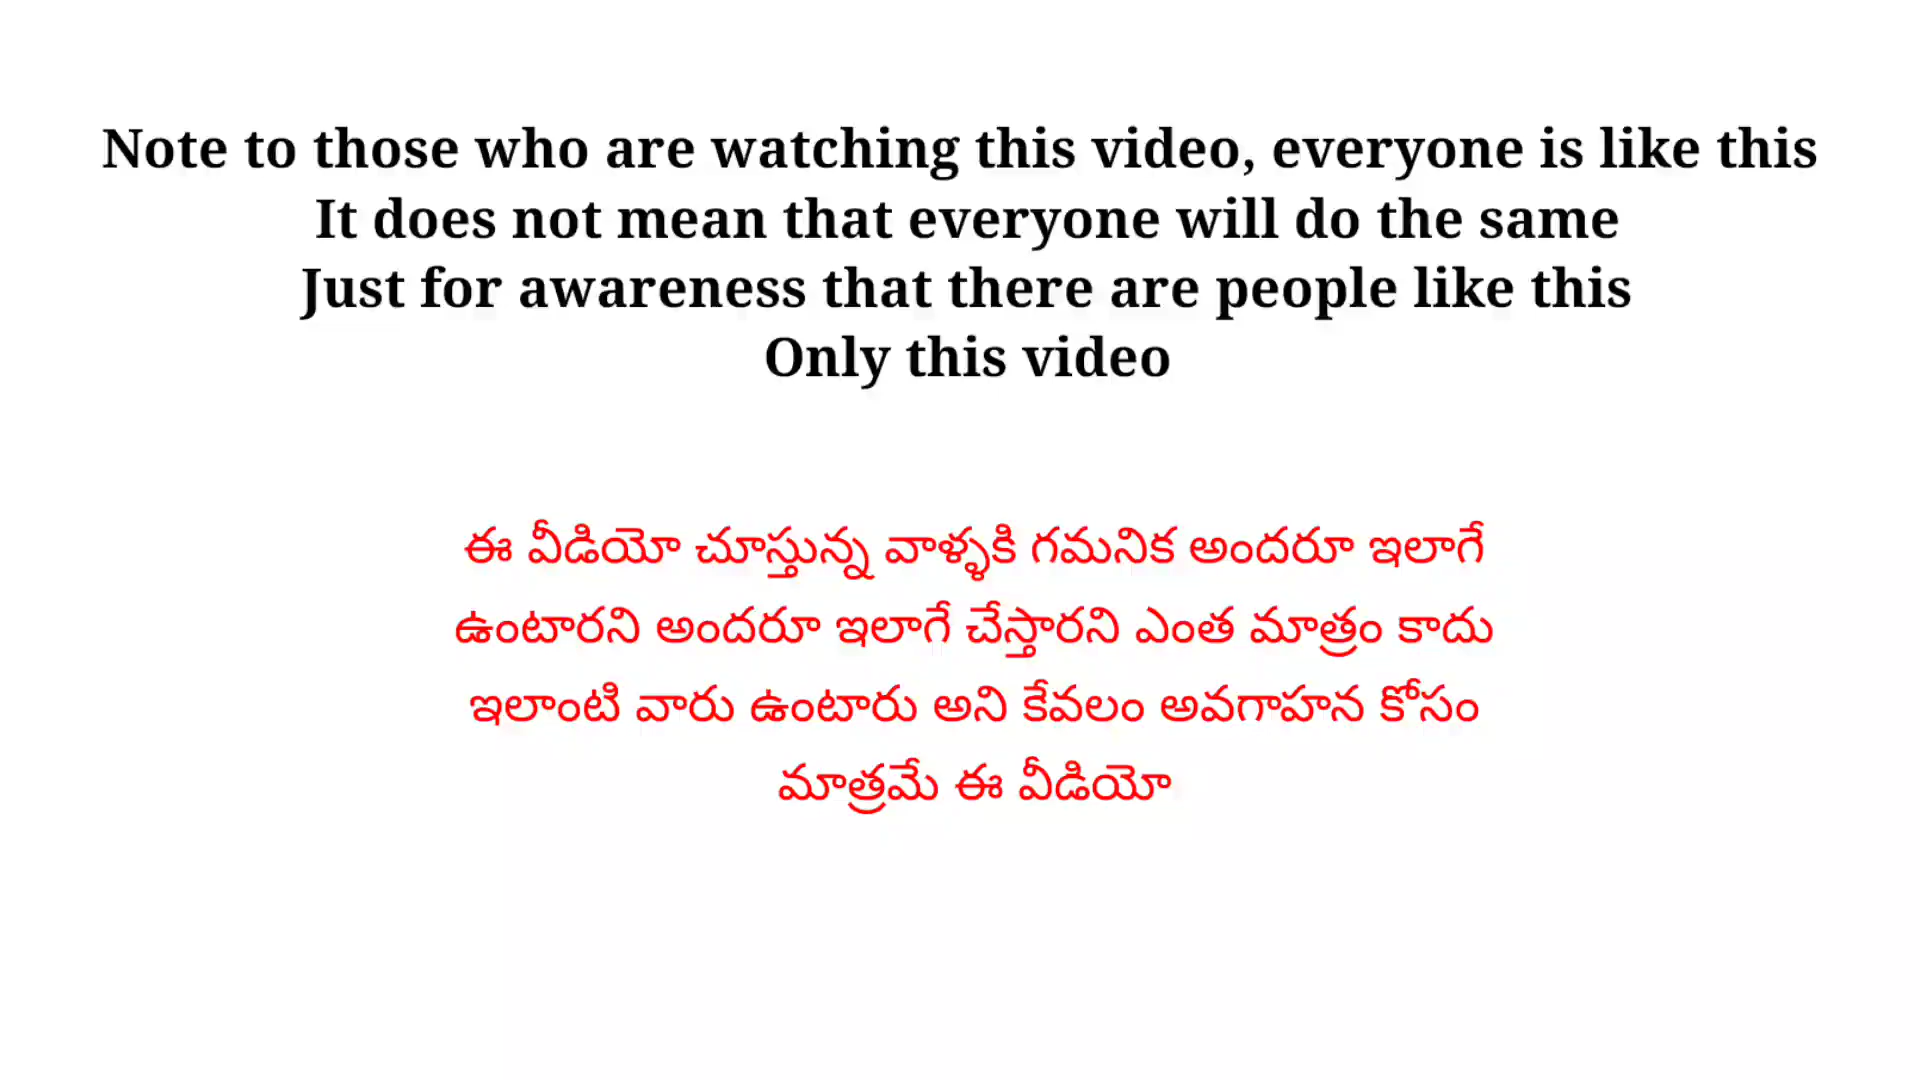 Note to those who are watching this video, everyone is like this
It does not mean that everyone will do the same
Just for awareness that there are people like this
Only this video
ఈ వీడియో చూస్తున్న వాళ్ళకి గమనిక అందరూ ఇలాగే
ఉంటారని అందరూ ఇలాగే చేస్తారని ఎంత మాత్రం కాదు
ఇలాంటి వారు ఉంటారు అని కేవలం అవగాహన కోసం
మాత్రమే ఈ వీడియో